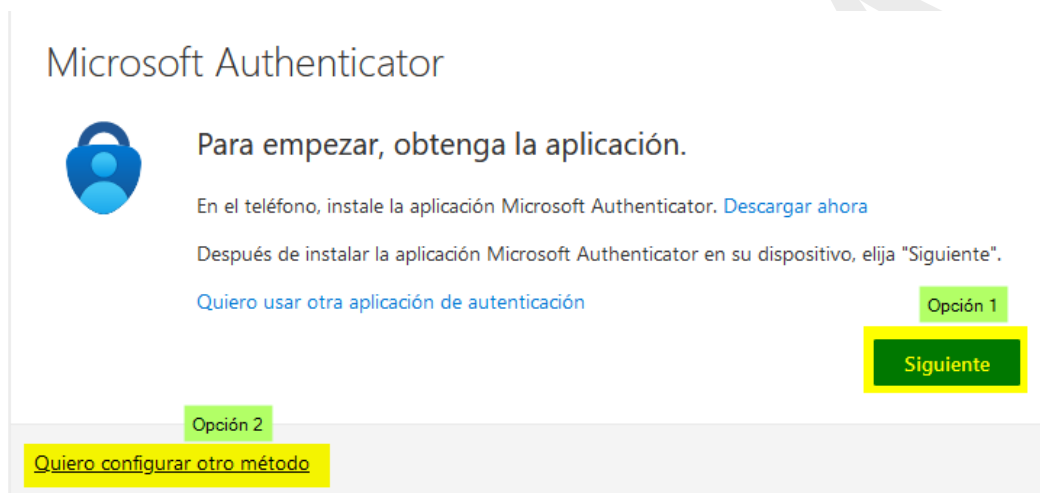 Microsoft Authenticator
Para empezar, obtenga la aplicación.
En el teléfono, instale la aplicación Microsoft Authenticator. Descargar ahora
Después de instalar la aplicación Microsoft Authenticator en su dispositivo, elija "Siguiente".
Quiero usar otra aplicación de autenticación
Opción 1
Siguiente
Opción 2
Quiero configurar otro método